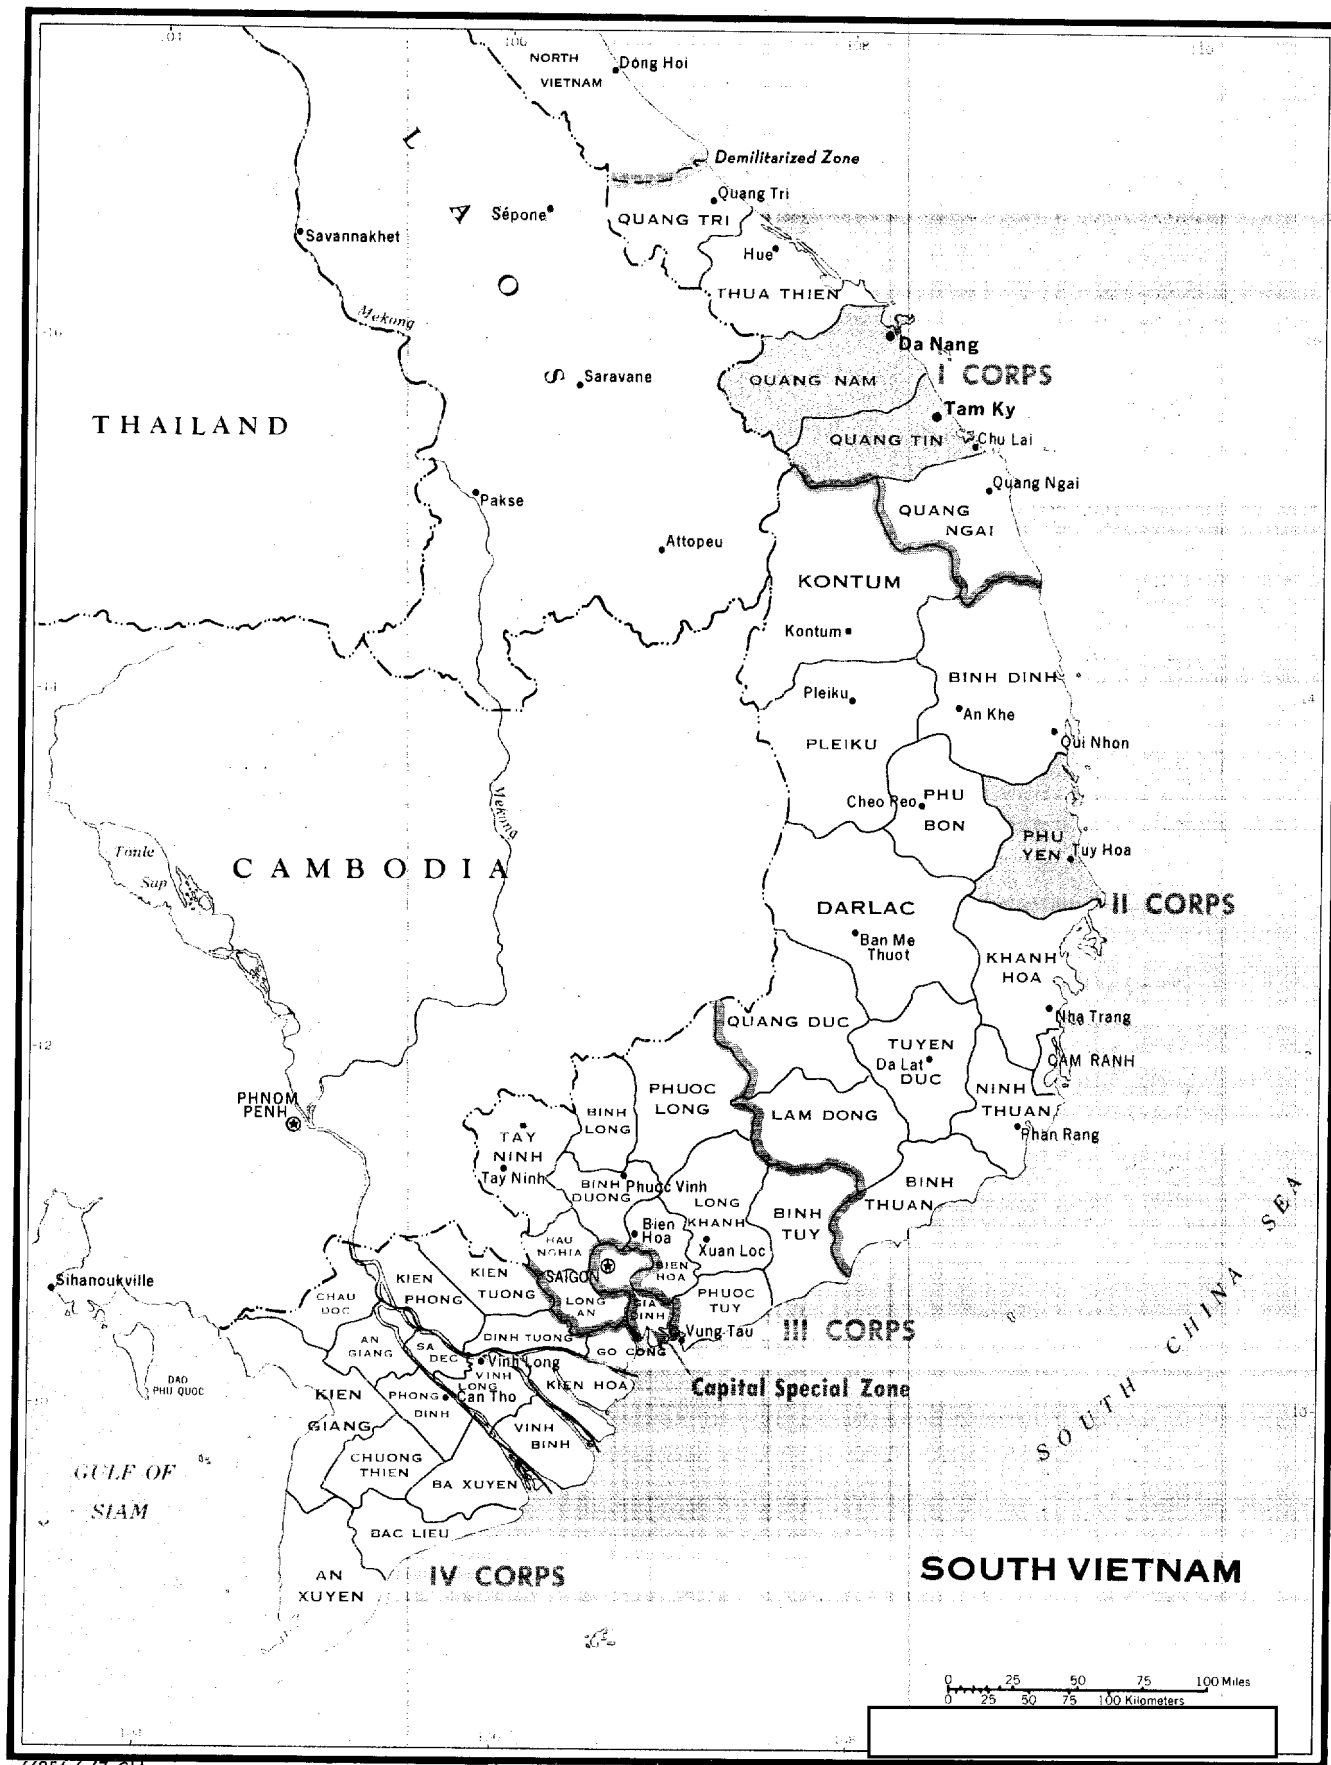 104
106
108
110
NORTH
VIETNAM
Dong Hoi
L
A
O
S
Demilitarized Zone
Quang Tri
QUANG TRI
Sépone
Savannakhet
Hue
THUA THIEN
Mekong
16
Da Nang
QUANG NAM
I CORPS
Saravane
Tam Ky
THAILAND
QUANG TIN
Chu Lai
Pakse
Quang Ngai
QUANG
NGAI
Attopeu
KONTUM
Kontum
14
14
BINH DINH
Pleiku
An Khe
PLEIKU
Qui Nhon
Mekong
Cheo Reo
PHU
BON
PHU
YEN
Tuy Hoa
Tonle
Sap
CAMBODIA
DARLAC
II CORPS
Ban Me
Thuot
KHANH
HOA
Nha Trang
QUANG DUC
12
TUYEN
DUC
Da Lat
CAM RANH
PHUOC
LONG
NINH
THUAN
PHNOM
PENH
BINH
LONG
LAM DONG
Phan Rang
TAY
NINH
Tay Ninh
BINH
DUONG
Phuoc Vinh
LONG
KHANH
BINH
THUAN
BINH
TUY
Bien
Hoa
Xuan Loc
HAU
NGHIA
SAIGON
BIEN
HOA
Sihanoukville
KIEN
PHONG
KIEN
TUONG
LONG
AN
GIA
DINH
PHUOC
TUY
CHAU
DOC
Vung Tau
III CORPS
AN
GIANG
SA
DEC
DINH TUONG
GO CONG
Vinh Long
VINH
LONG
KIEN HOA
Capital Special Zone
DAO
PHU QUOC
KIEN
GIANG
PHONG
DINH
Can Tho
VINH
BINH
CHUONG
THIEN
BA XUYEN
GULF OF
SIAM
BAC LIEU
AN
XUYEN
IV CORPS
SOUTH CHINA SEA
10
SOUTH VIETNAM
0 25 50 75 100 Miles
0 25 50 75 100 Kilometers